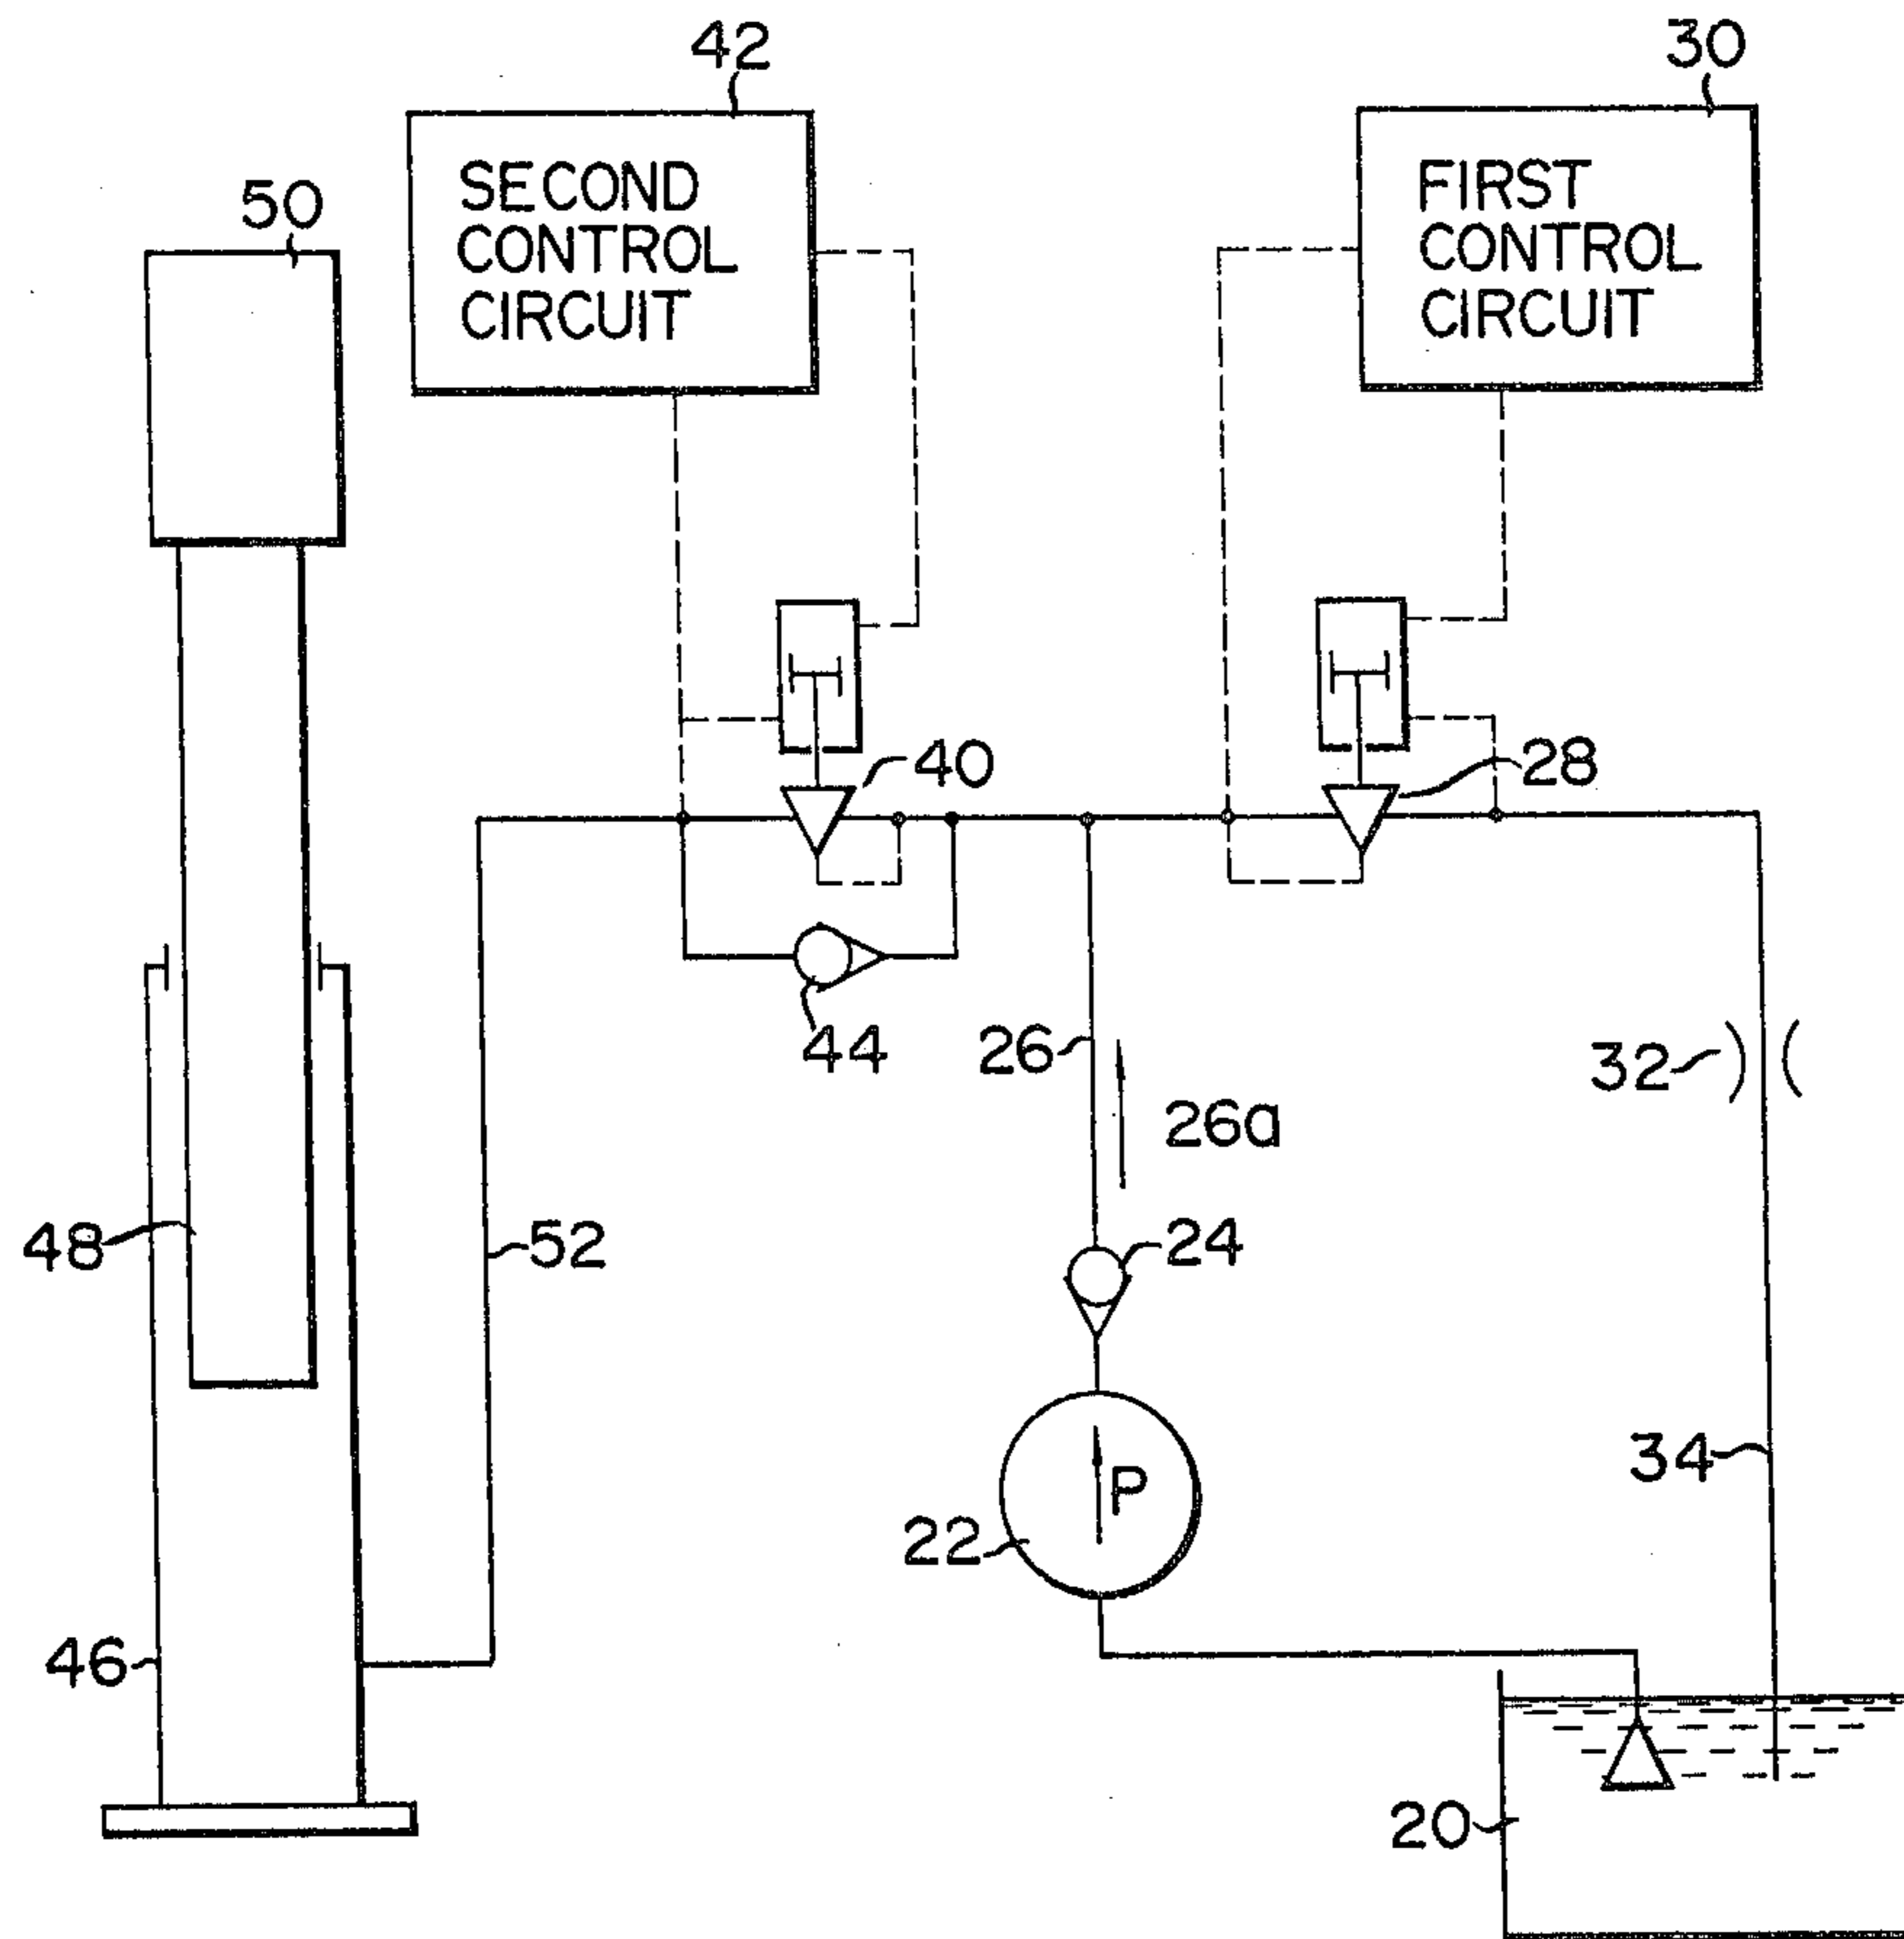 42
30
50
SECOND
CONTROL
CIRCUIT
FIRST
CONTROL
CIRCUIT
40
28
44
26
26a
32
48
52
24
34
P
22
46
20